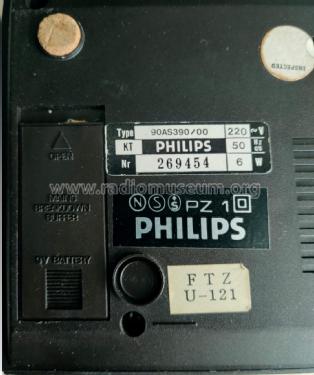 INSPECTED
Type 90AS390/00 220 ~ V
KT PHILIPS 50 Hz
Nr 269454 6 W
OPEN
MAINS
BREAKDOWN
BUFFER
9V BATTERY
N S PZ 1
PHILIPS
FTZ
U-121
www.radiomuseum.org